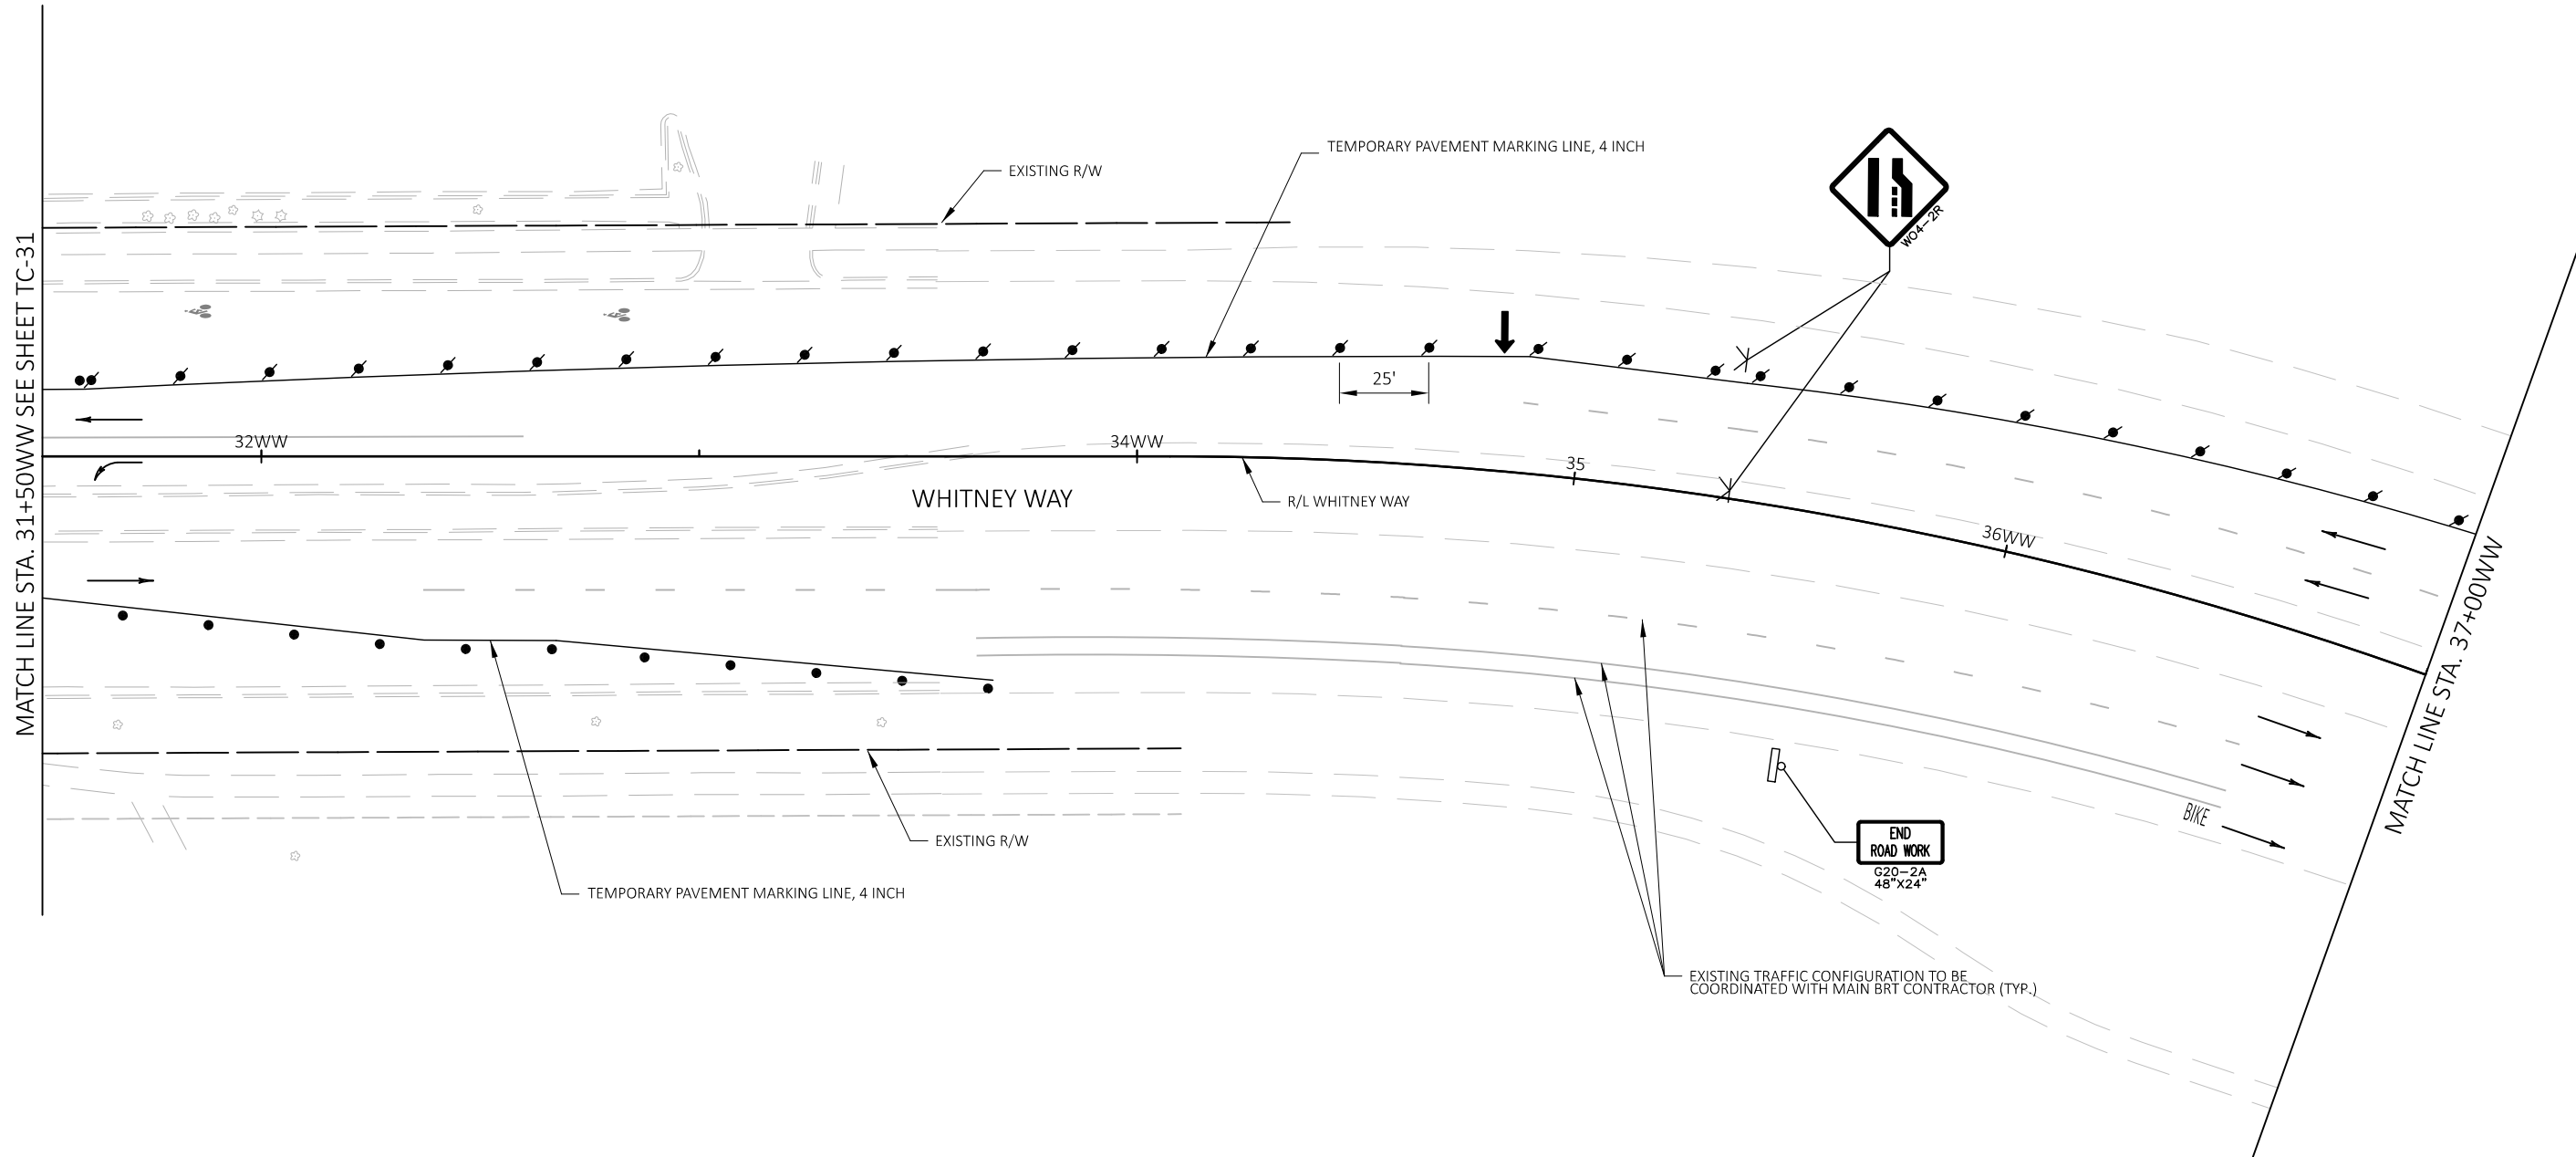 MATCH LINE STA. 31+50WW SEE SHEET TC-31
EXISTING R/W
TEMPORARY PAVEMENT MARKING LINE, 4 INCH
W04-2R
25'
32WW
34WW
35
36WW
WHITNEY WAY
R/L WHITNEY WAY
MATCH LINE STA. 37+00WW
EXISTING R/W
TEMPORARY PAVEMENT MARKING LINE, 4 INCH
BIKE
END
ROAD WORK
G20-2A
48"X24"
EXISTING TRAFFIC CONFIGURATION TO BE
COORDINATED WITH MAIN BRT CONTRACTOR (TYP.)